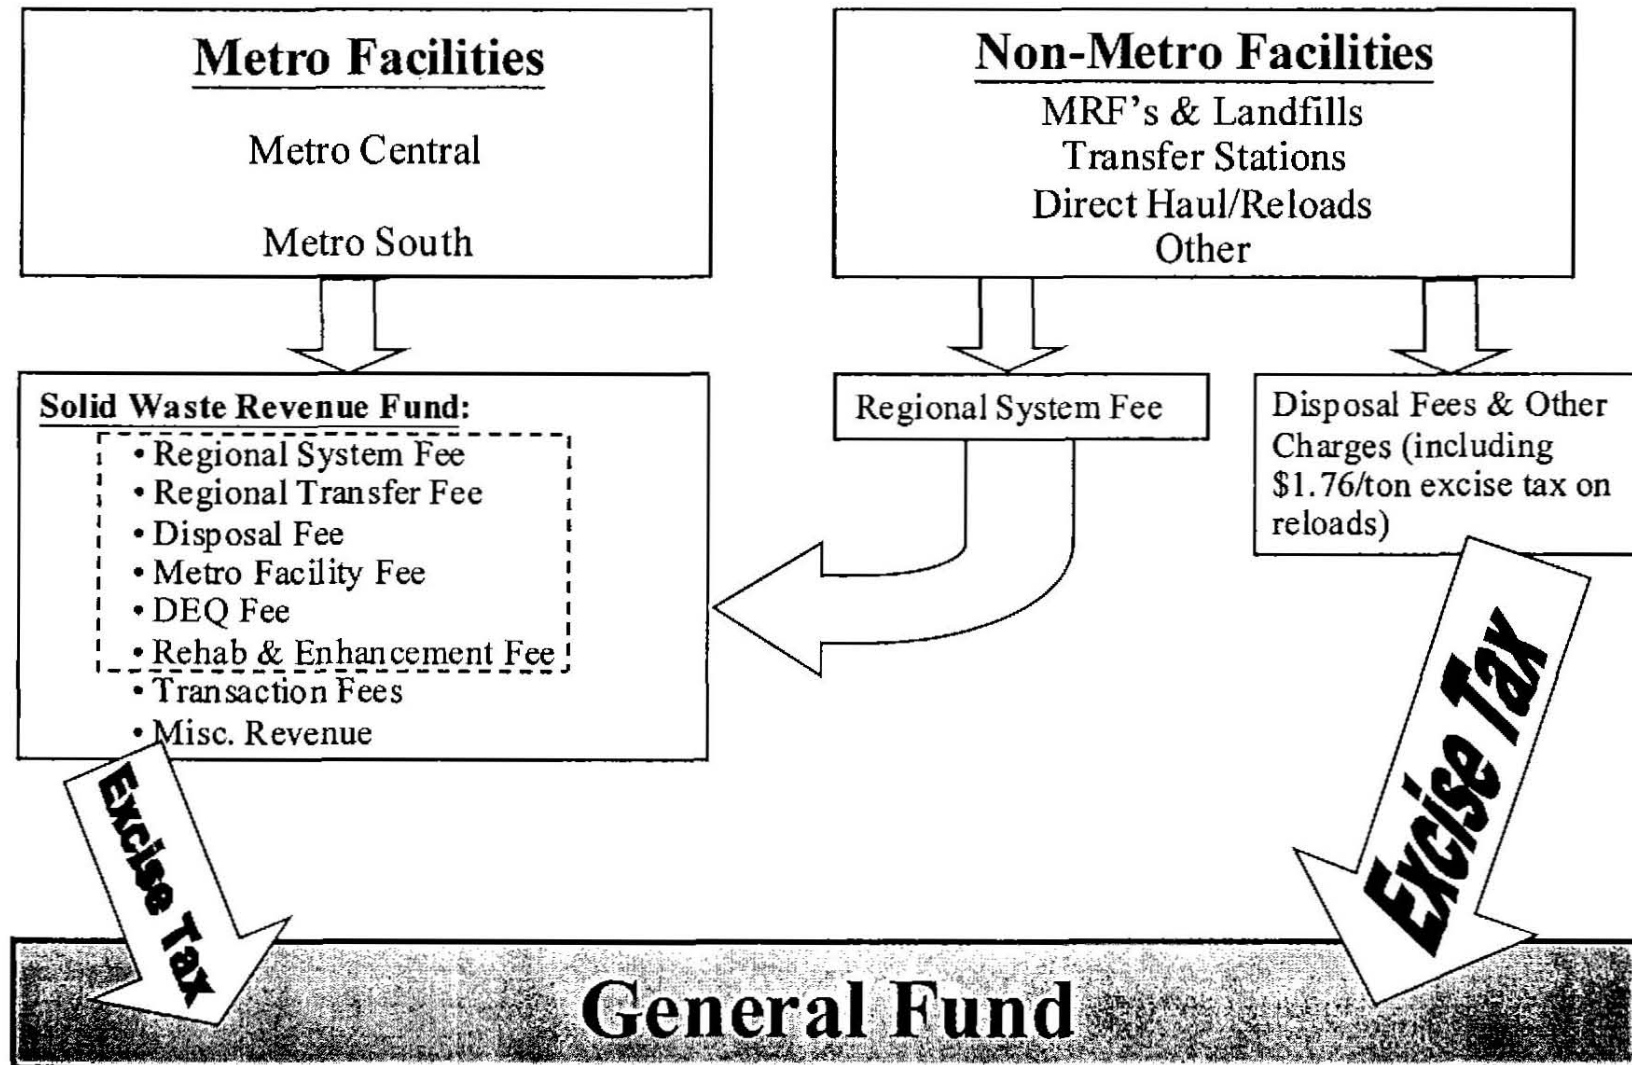 Metro Facilities
Metro Central
Metro South
Non-Metro Facilities
MRF's & Landfills
Transfer Stations
Direct Haul/Reloads
Other
Solid Waste Revenue Fund:
• Regional System Fee
• Regional Transfer Fee
• Disposal Fee
• Metro Facility Fee
• DEQ Fee
• Rehab & Enhancement Fee
• Transaction Fees
• Misc. Revenue
Regional System Fee
Disposal Fees & Other
Charges (including
$1.76/ton excise tax on
reloads)
Excise Tax
Excise Tax
General Fund